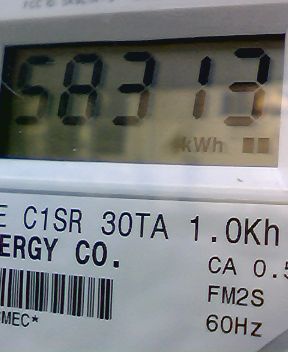 58313
kWh
E C1SR 30TA 1.0Kh
ERGY CO.
CA 0.5
FM2S
60Hz
MEC*